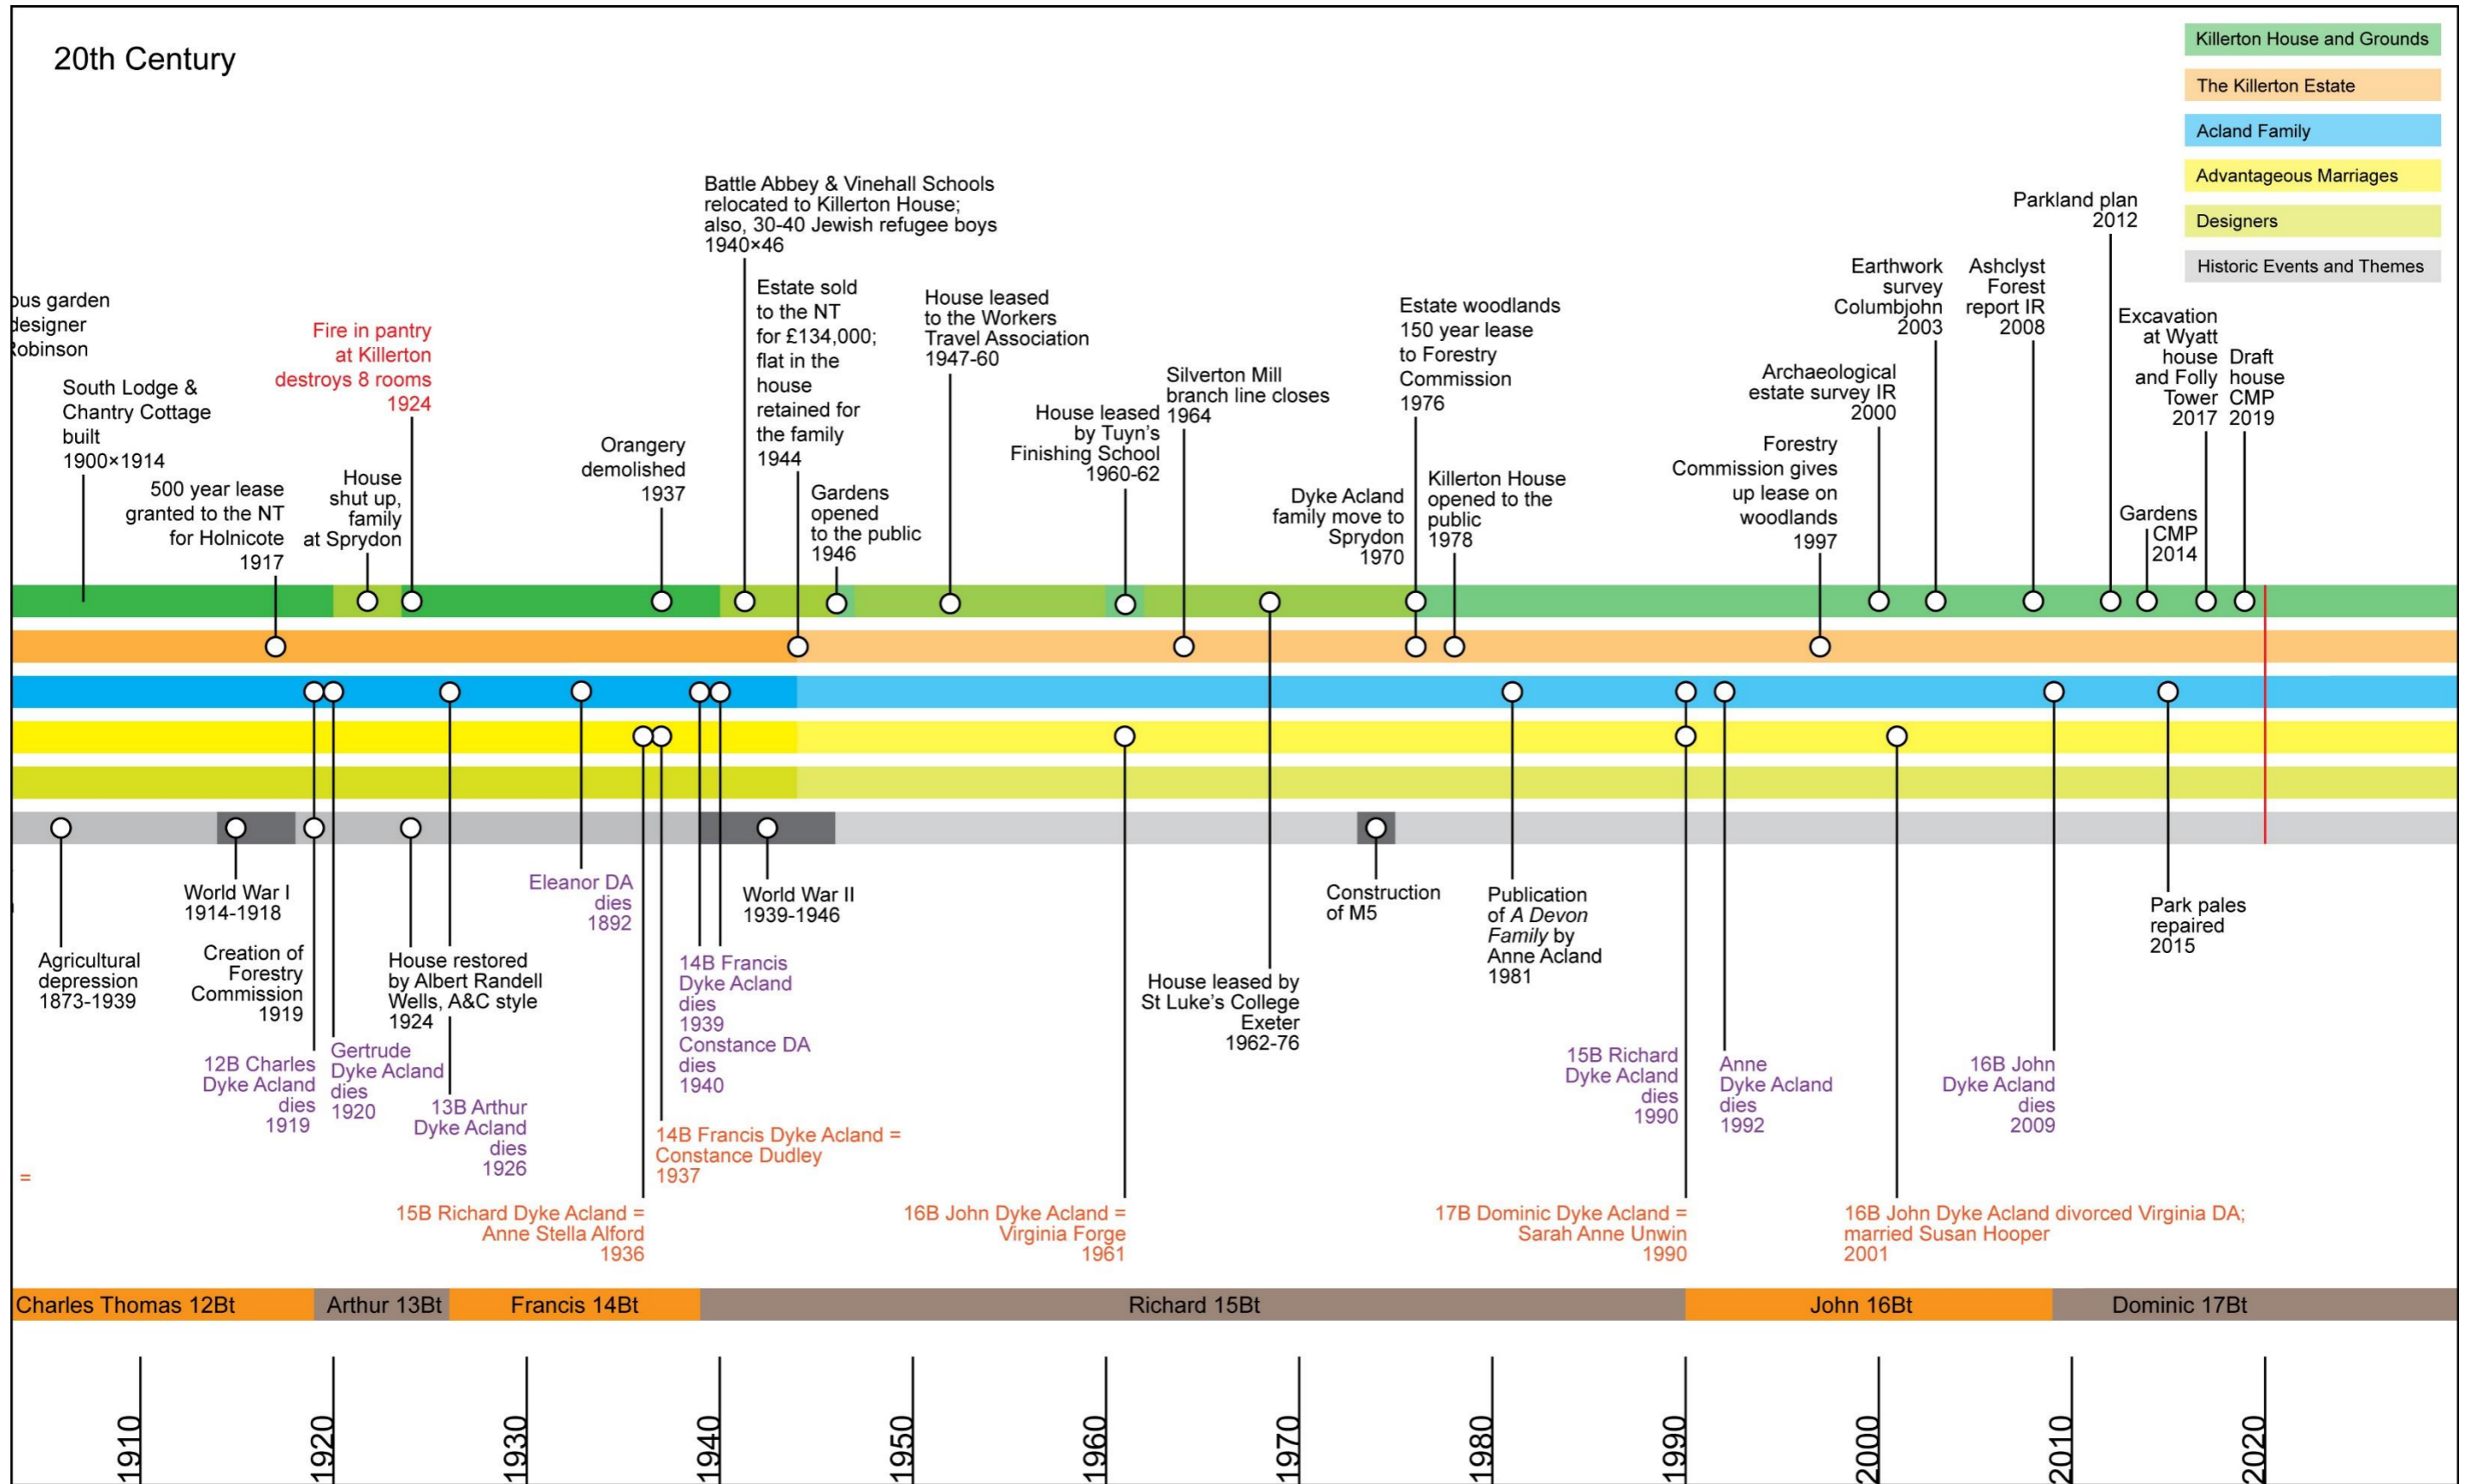 20th Century
Killerton House and Grounds
The Killerton Estate
Acland Family
Advantageous Marriages
Designers
Historic Events and Themes
ous garden
designer
Robinson
South Lodge &
Chantry Cottage
built
1900×1914
500 year lease
granted to the NT
for Holnicote
1917
Fire in pantry
at Killerton
destroys 8 rooms
1924
House
shut up,
family
at Sprydon
Orangery
demolished
1937
Battle Abbey & Vinehall Schools
relocated to Killerton House;
also, 30-40 Jewish refugee boys
1940×46
Estate sold
to the NT
for £134,000;
flat in the
house
retained for
the family
1944
Gardens
opened
to the public
1946
House leased
to the Workers
Travel Association
1947-60
House leased
by Tuyn's
Finishing School
1960-62
Silverton Mill
branch line closes
1964
Dyke Acland
family move to
Sprydon
1970
Estate woodlands
150 year lease
to Forestry
Commission
1976
Killerton House
opened to the
public
1978
Forestry
Commission gives
up lease on
woodlands
1997
Archaeological
estate survey IR
2000
Earthwork
survey
Columbjohn
2003
Ashclyst
Forest
report IR
2008
Parkland plan
2012
Gardens
CMP
2014
Excavation
at Wyatt
house
and Folly
Tower
2017
Draft
house
CMP
2019
Agricultural
depression
1873-1939
World War I
1914-1918
Creation of
Forestry
Commission
1919
12B Charles
Dyke Acland
dies
1919
Gertrude
Dyke Acland
dies
1920
House restored
by Albert Randell
Wells, A&C style
1924
13B Arthur
Dyke Acland
dies
1926
Eleanor DA
dies
1892
14B Francis
Dyke Acland
dies
1939
Constance DA
dies
1940
World War II
1939-1946
14B Francis Dyke Acland =
Constance Dudley
1937
=
15B Richard Dyke Acland =
Anne Stella Alford
1936
16B John Dyke Acland =
Virginia Forge
1961
House leased by
St Luke's College
Exeter
1962-76
Construction
of M5
Publication
of A Devon
Family by
Anne Acland
1981
15B Richard
Dyke Acland
dies
1990
Anne
Dyke Acland
dies
1992
17B Dominic Dyke Acland =
Sarah Anne Unwin
1990
16B John Dyke Acland divorced Virginia DA;
married Susan Hooper
2001
16B John
Dyke Acland
dies
2009
Park pales
repaired
2015
Charles Thomas 12Bt
Arthur 13Bt
Francis 14Bt
Richard 15Bt
John 16Bt
Dominic 17Bt
1910
1920
1930
1940
1950
1960
1970
1980
1990
2000
2010
2020